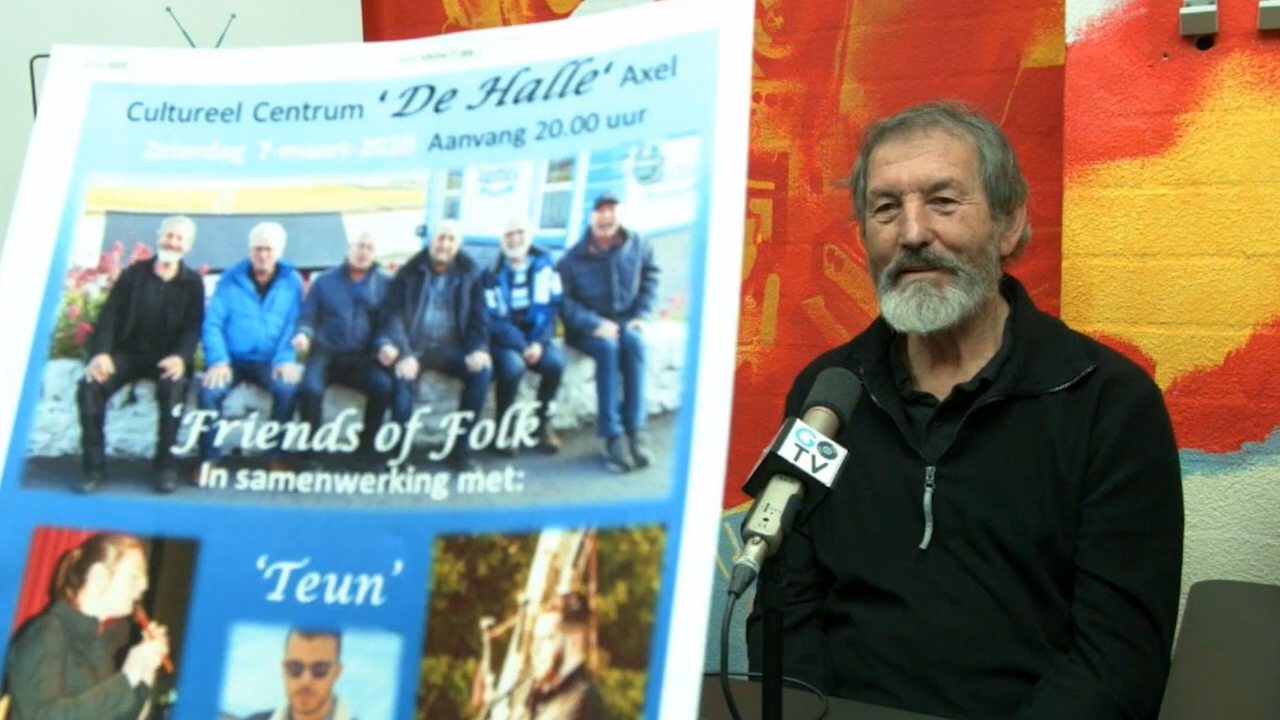 Cultureel Centrum ‘De Halle‘ Axel
Zaterdag 7-maart-2020 Aanvang 20.00 uur
‘Friends of Folk’
In samenwerking met:
‘Teun’
GO
TV